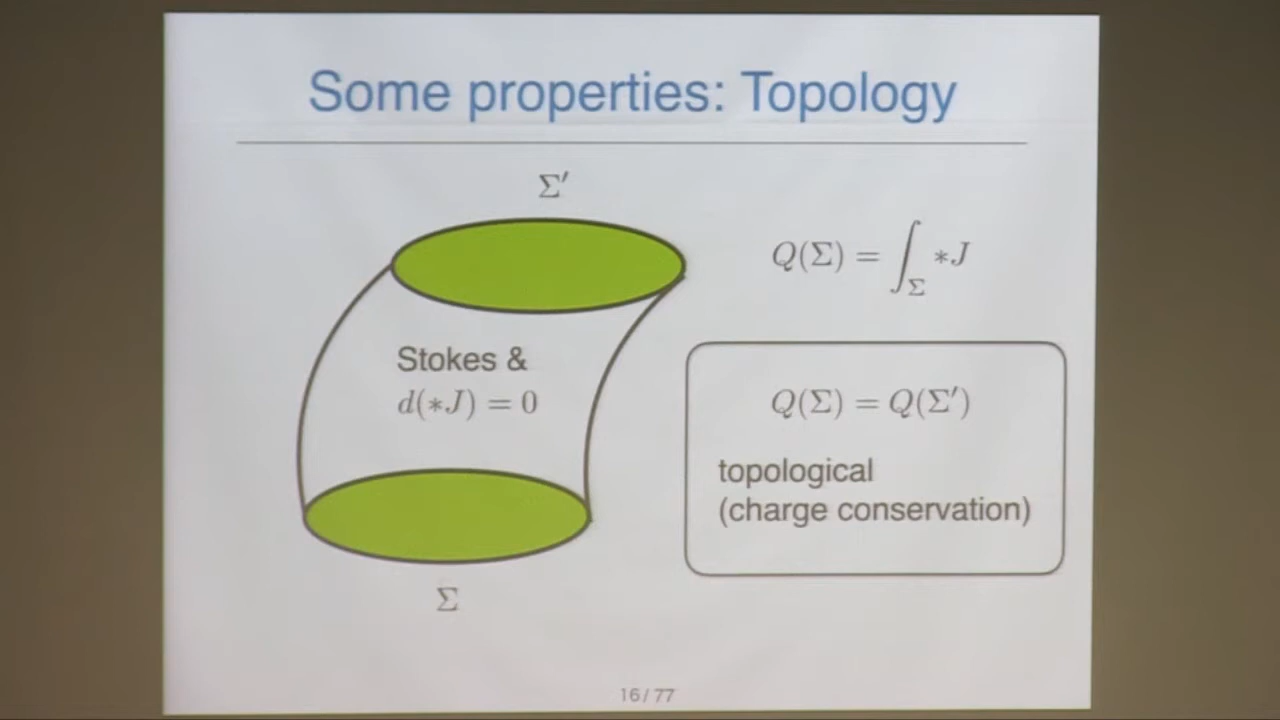 Some properties: Topology
Σ′
Q(Σ) = ∫_Σ *J
Stokes &
d(*J) = 0
Q(Σ) = Q(Σ′)
topological
(charge conservation)
Σ
16 / 77